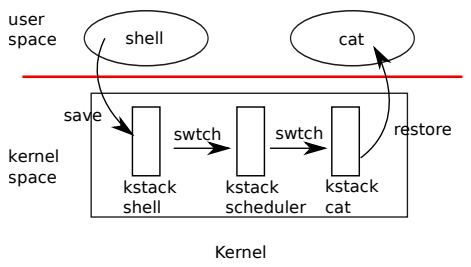 user
space
shell
cat
save
swtch
swtch
restore
kernel
space
kstack
shell
kstack
scheduler
kstack
cat
Kernel